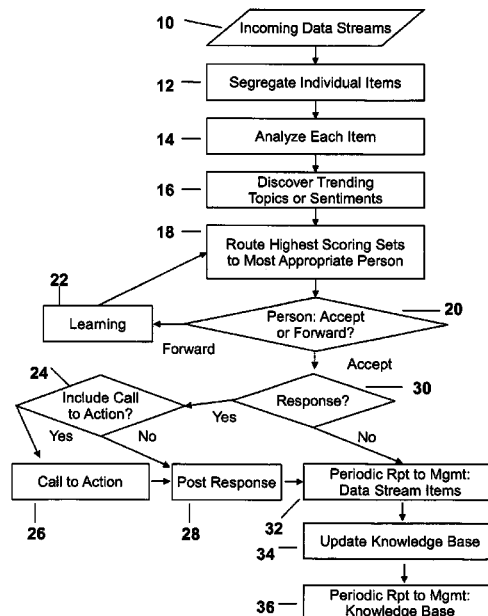 10
Incoming Data Streams
12
Segregate Individual Items
14
Analyze Each Item
16
Discover Trending
Topics or Sentiments
18
Route Highest Scoring Sets
to Most Appropriate Person
22
Learning
20
Person: Accept
or Forward?
Forward
Accept
24
Include Call
to Action?
30
Response?
Yes
Yes
No
No
Call to Action
Post Response
Periodic Rpt to Mgmt:
Data Stream Items
26
28
32
34
Update Knowledge Base
36
Periodic Rpt to Mgmt:
Knowledge Base